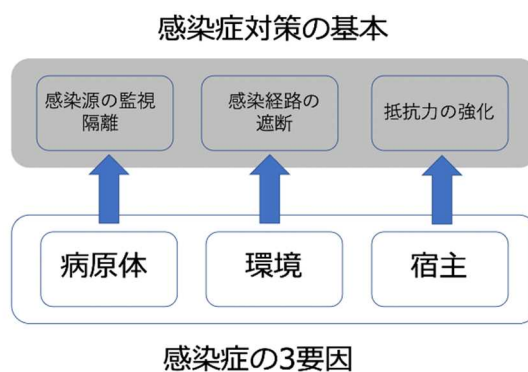 感染症対策の基本
感染源の監視
隔離
感染経路の
遮断
抵抗力の強化
病原体
環境
宿主
感染症の3要因